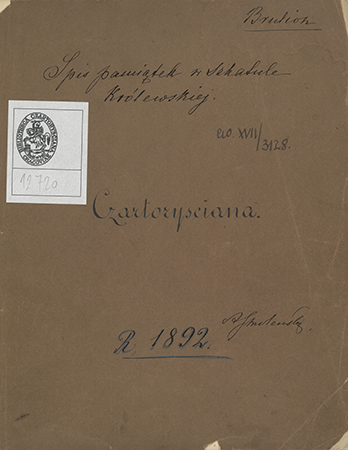 Brulion
Spis pamiątek w szkatule
Królewskiej.
ew. XVII/3128.
12720
Czartorysciana.
R. 1892.